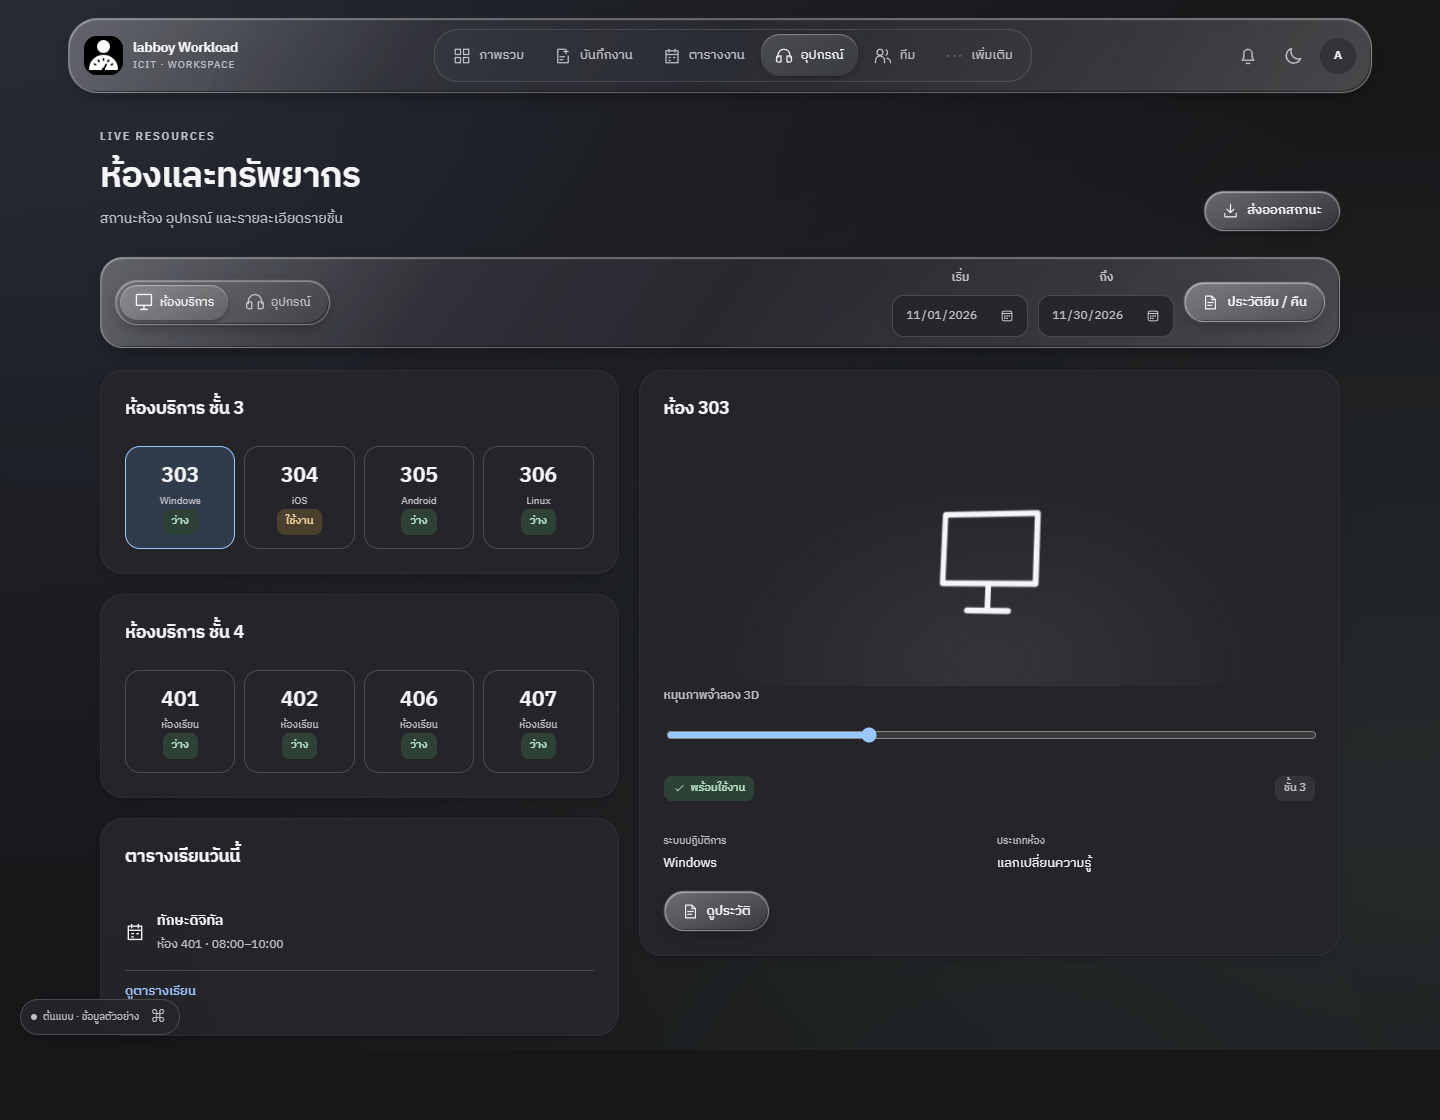 labboy Workload
ICIT · WORKSPACE
ภาพรวม
บันทึกงาน
ตารางงาน
อุปกรณ์
ทีม
เพิ่มเติม
A
LIVE RESOURCES
ห้องและทรัพยากร
สถานะห้อง อุปกรณ์ และรายละเอียดรายชิ้น
ส่งออกสถานะ
ห้องบริการ
อุปกรณ์
เริ่ม
11/01/2026
ถึง
11/30/2026
ประวัติยืม / คืน
ห้องบริการ ชั้น 3
303
Windows
ว่าง
304
iOS
ใช้งาน
305
Android
ว่าง
306
Linux
ว่าง
ห้องบริการ ชั้น 4
401
ห้องเรียน
ว่าง
402
ห้องเรียน
ว่าง
406
ห้องเรียน
ว่าง
407
ห้องเรียน
ว่าง
ตารางเรียนวันนี้
ทักษะดิจิทัล
ห้อง 401 · 08:00–10:00
ดูตารางเรียน
ต้นแบบ · ข้อมูลตัวอย่าง ⌘
ห้อง 303
หมุนภาพจำลอง 3D
พร้อมใช้งาน
ชั้น 3
ระบบปฏิบัติการ
Windows
ประเภทห้อง
แลกเปลี่ยนความรู้
ดูประวัติ